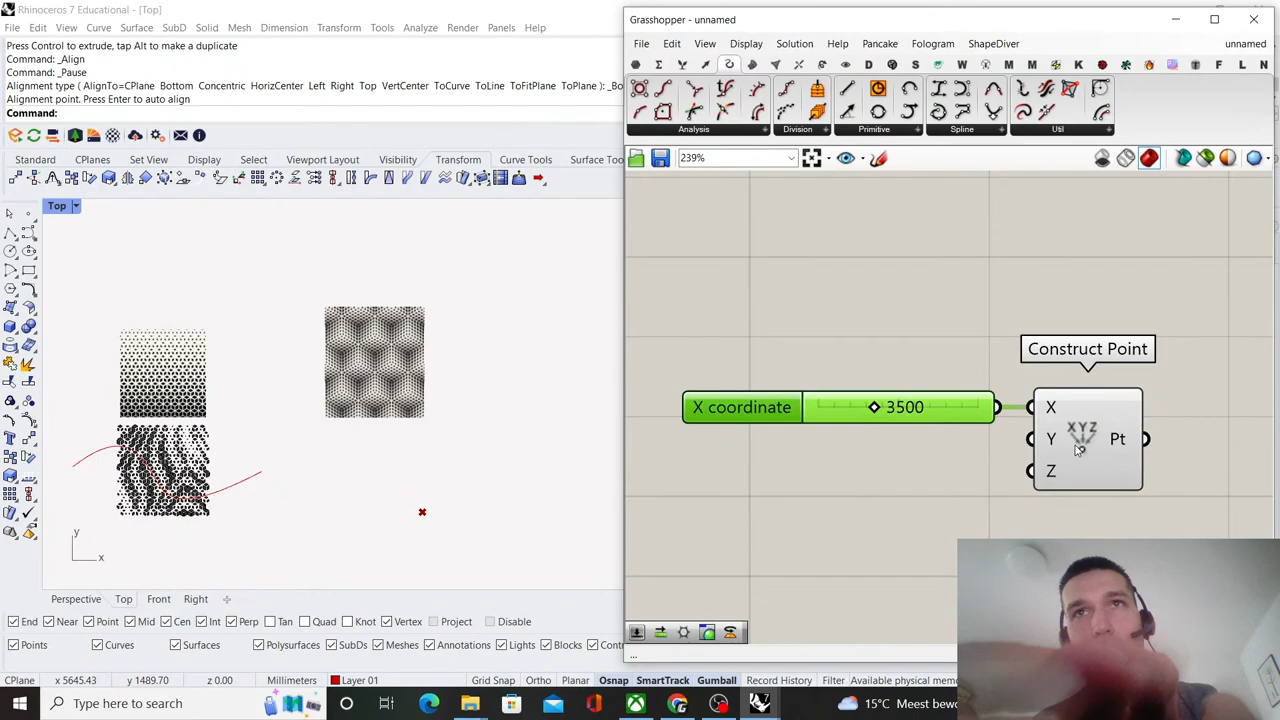 Rhinoceros 7 Educational - [Top]
File Edit View Curve Surface SubD Solid Mesh Dimension Transform Tools Analyze Render Panels Help
Press Control to extrude, tap Alt to make a duplicate
Command: _Align
Command: _Pause
Alignment type ( AlignTo=CPlane Bottom Concentric HorizCenter Left Right Top VertCenter ToCurve ToLine ToFitPlane ToPlane ): _Bo
Alignment point. Press Enter to auto align
Command:
Standard CPlanes Set View Display Select Viewport Layout Visibility Transform Curve Tools Surface Too
Top
y
x
Perspective Top Front Right
End Near Point Mid Cen Int Perp Tan Quad Knot Vertex Project Disable
Points Curves Surfaces Polysurfaces SubDs Meshes Annotations Lights Blocks Contr
CPlane x 5645.43 y 1489.70 z 0.00 Millimeters Layer 01 Grid Snap Ortho Planar Osnap SmartTrack Gumball Record History Filter Available physical mem
Type here to search
15°C Meest bewo
Grasshopper - unnamed
File Edit View Display Solution Help Pancake Fologram ShapeDiver unnamed
Analysis Division Primitive Spline Util
239%
Construct Point
X coordinate 3500
X
Y
Z
X Y Z
Pt
...